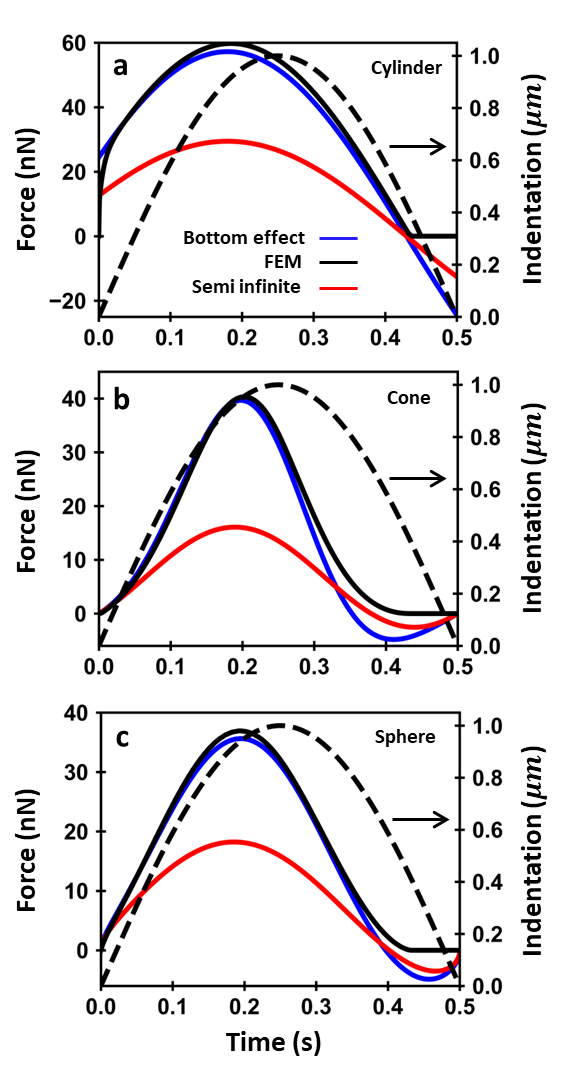 60
40
20
0
−20
Force (nN)
a
Cylinder
Bottom effect
FEM
Semi infinite
1.0
0.8
0.6
0.4
0.2
0.0
Indentation (μm)
0.0 0.1 0.2 0.3 0.4 0.5
40
30
20
10
0
Force (nN)
b
Cone
1.0
0.8
0.6
0.4
0.2
0.0
Indentation (μm)
0.0 0.1 0.2 0.3 0.4 0.5
40
30
20
10
0
Force (nN)
c
Sphere
1.0
0.8
0.6
0.4
0.2
0.0
Indentation (μm)
0.0 0.1 0.2 0.3 0.4 0.5
Time (s)